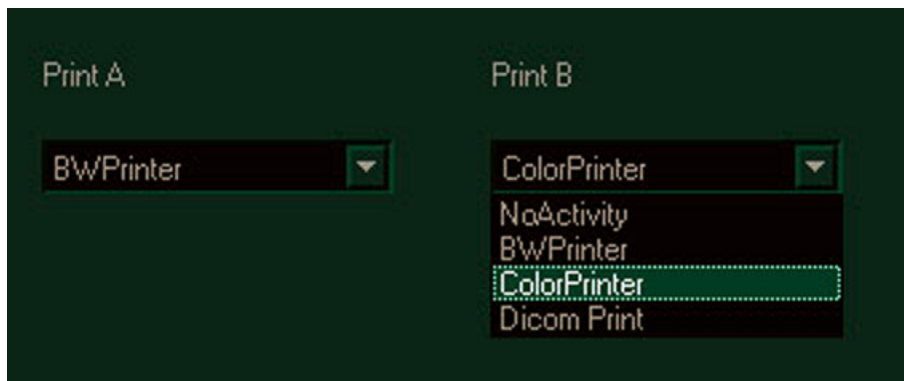 Print A
Print B
BWPrinter
ColorPrinter
NoActivity
BWPrinter
ColorPrinter
Dicom Print